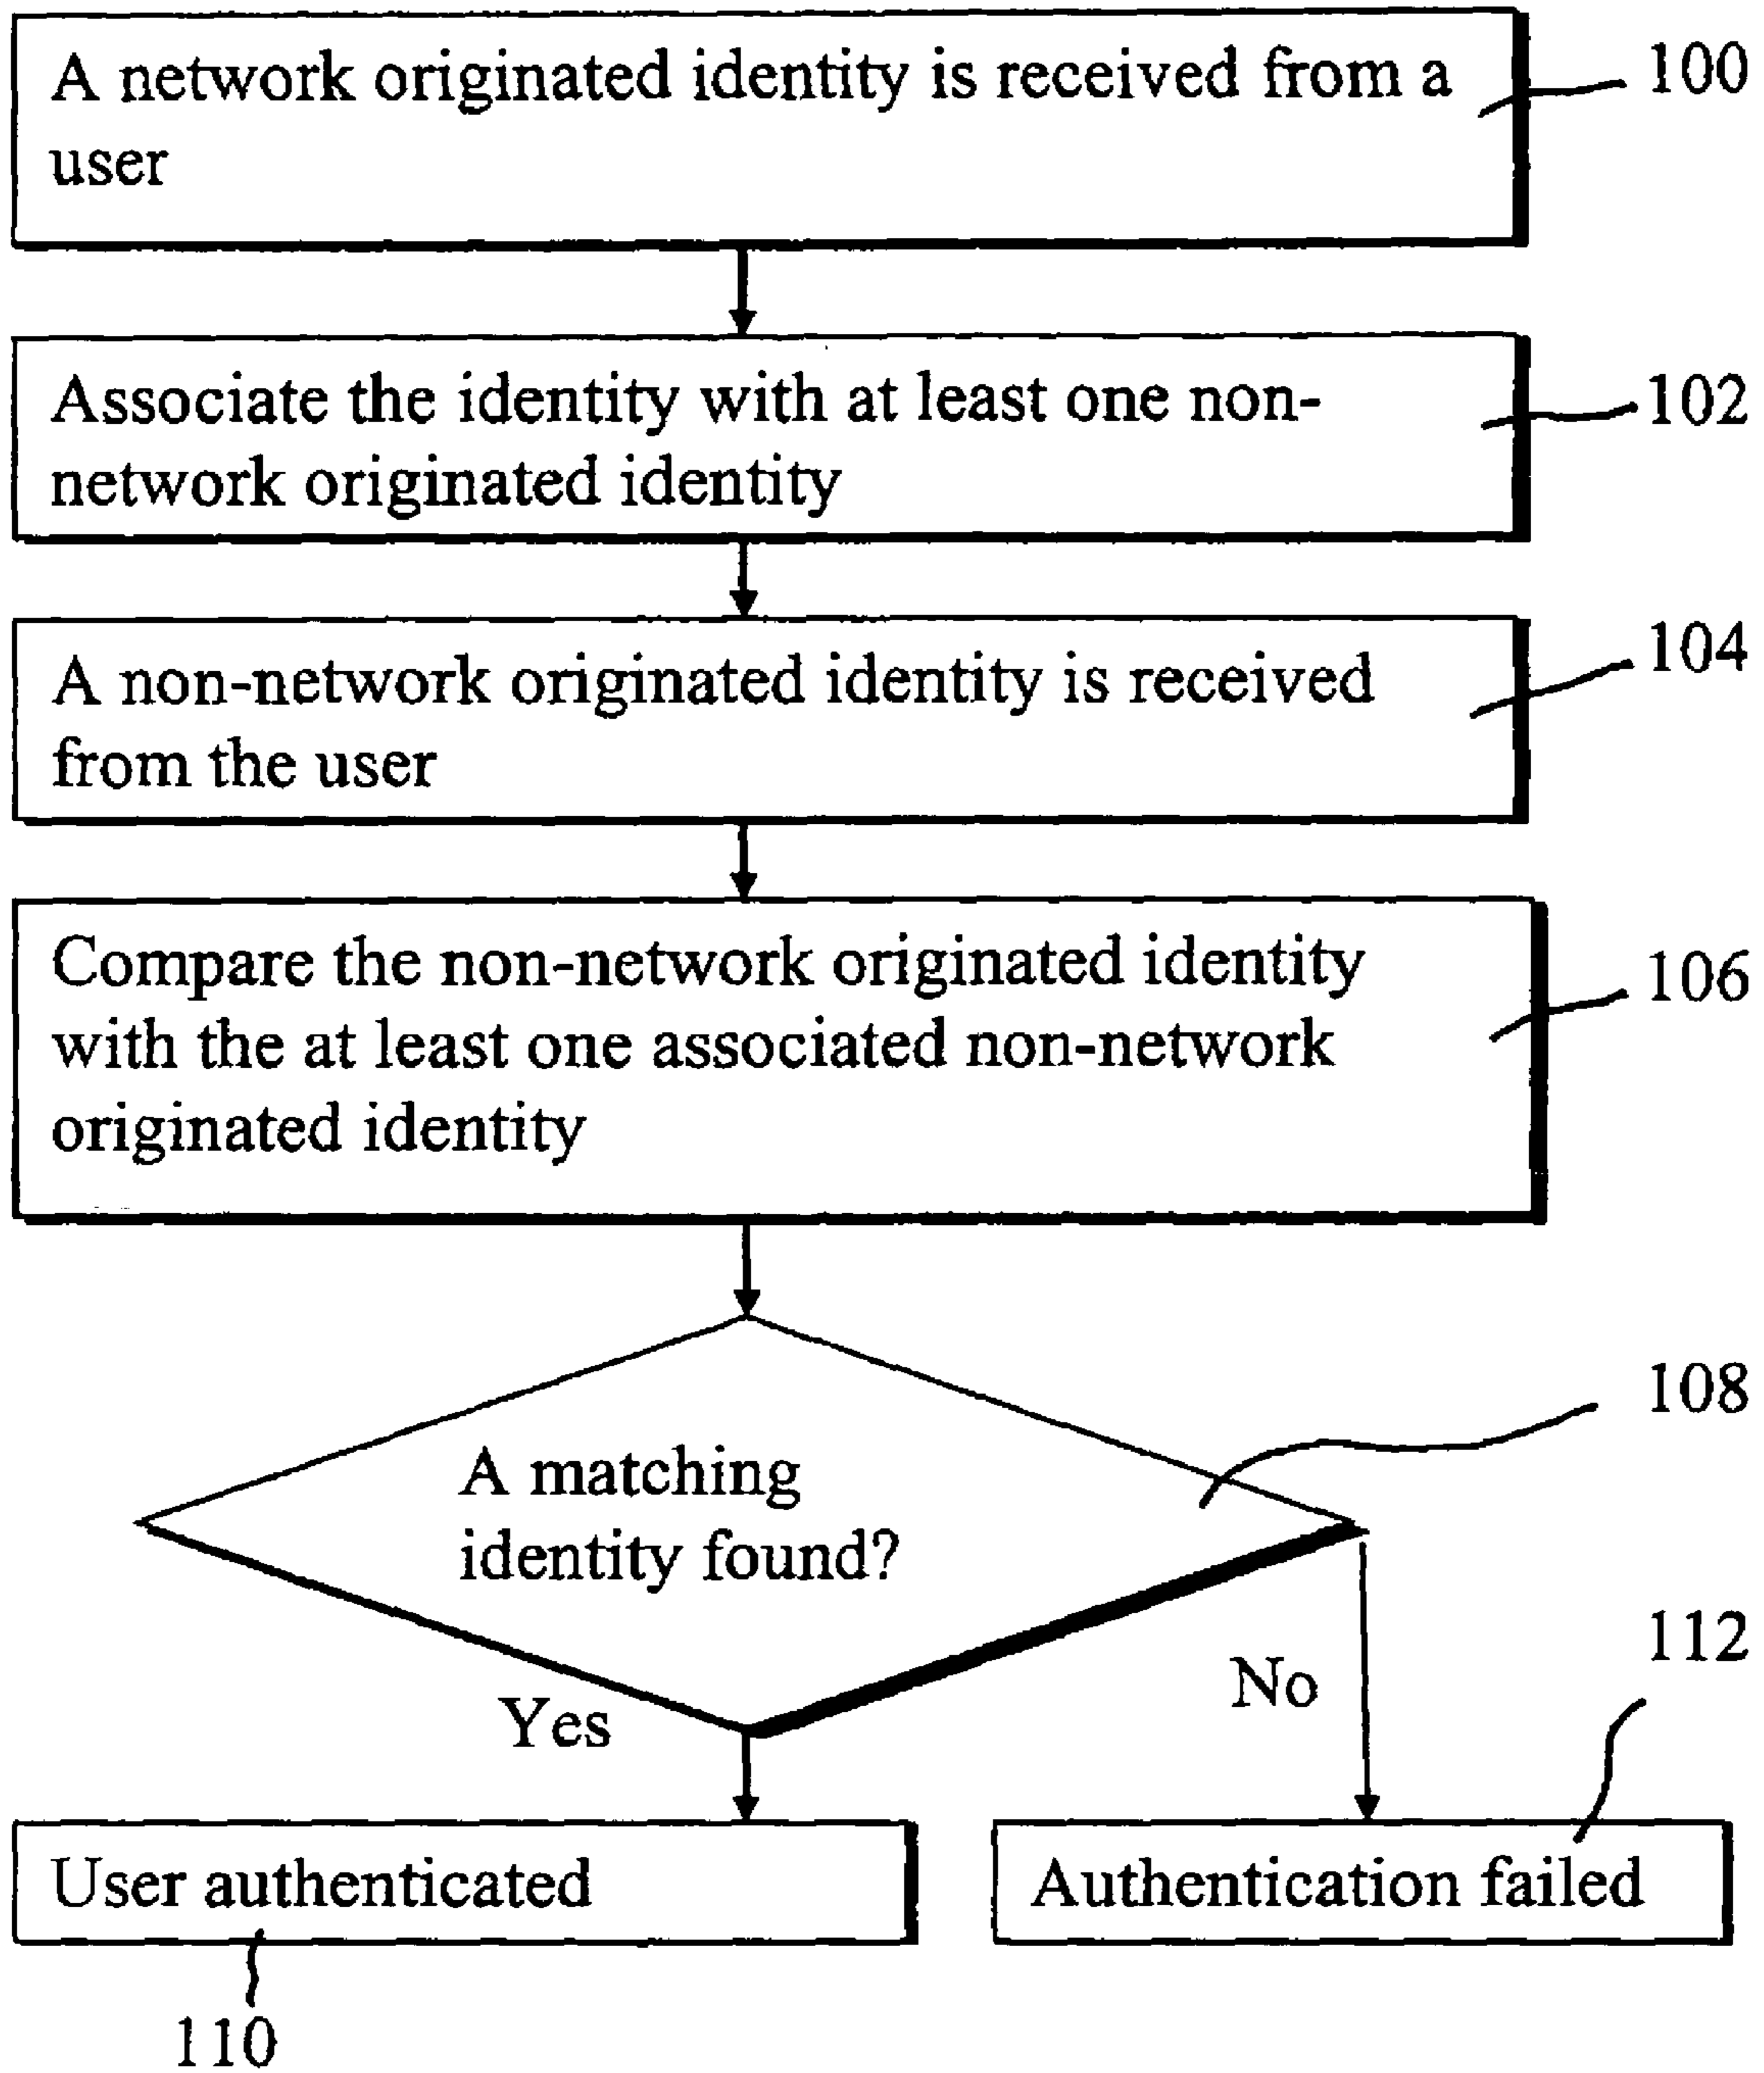 A network originated identity is received from a
user
100
Associate the identity with at least one non-
network originated identity
102
A non-network originated identity is received
from the user
104
Compare the non-network originated identity
with the at least one associated non-network
originated identity
106
A matching
identity found?
108
Yes
No
112
User authenticated
Authentication failed
110